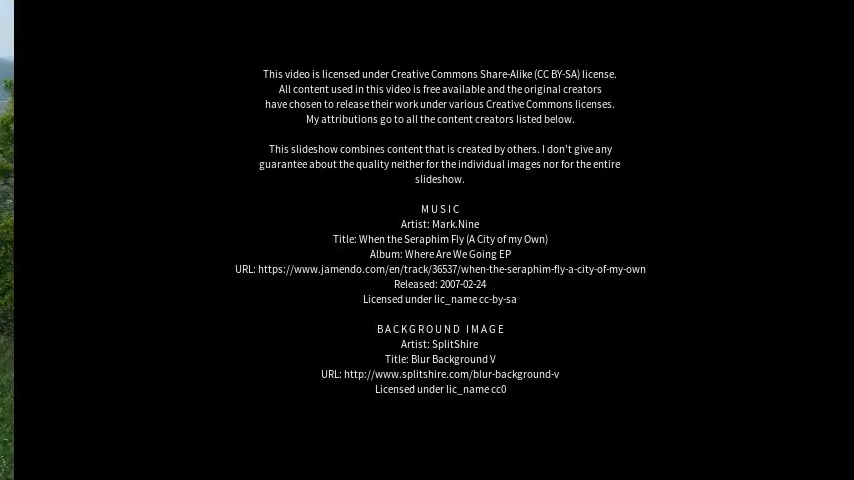 This video is licensed under Creative Commons Share-Alike (CC BY-SA) license.
All content used in this video is free available and the original creators
have chosen to release their work under various Creative Commons licenses.
My attributions go to all the content creators listed below.
This slideshow combines content that is created by others. I don't give any
guarantee about the quality neither for the individual images nor for the entire
slideshow.
MUSIC
Artist: Mark.Nine
Title: When the Seraphim Fly (A City of my Own)
Album: Where Are We Going EP
URL: https://www.jamendo.com/en/track/36537/when-the-seraphim-fly-a-city-of-my-own
Released: 2007-02-24
Licensed under lic_name cc-by-sa
BACKGROUND IMAGE
Artist: SplitShire
Title: Blur Background V
URL: http://www.splitshire.com/blur-background-v
Licensed under lic_name cc0